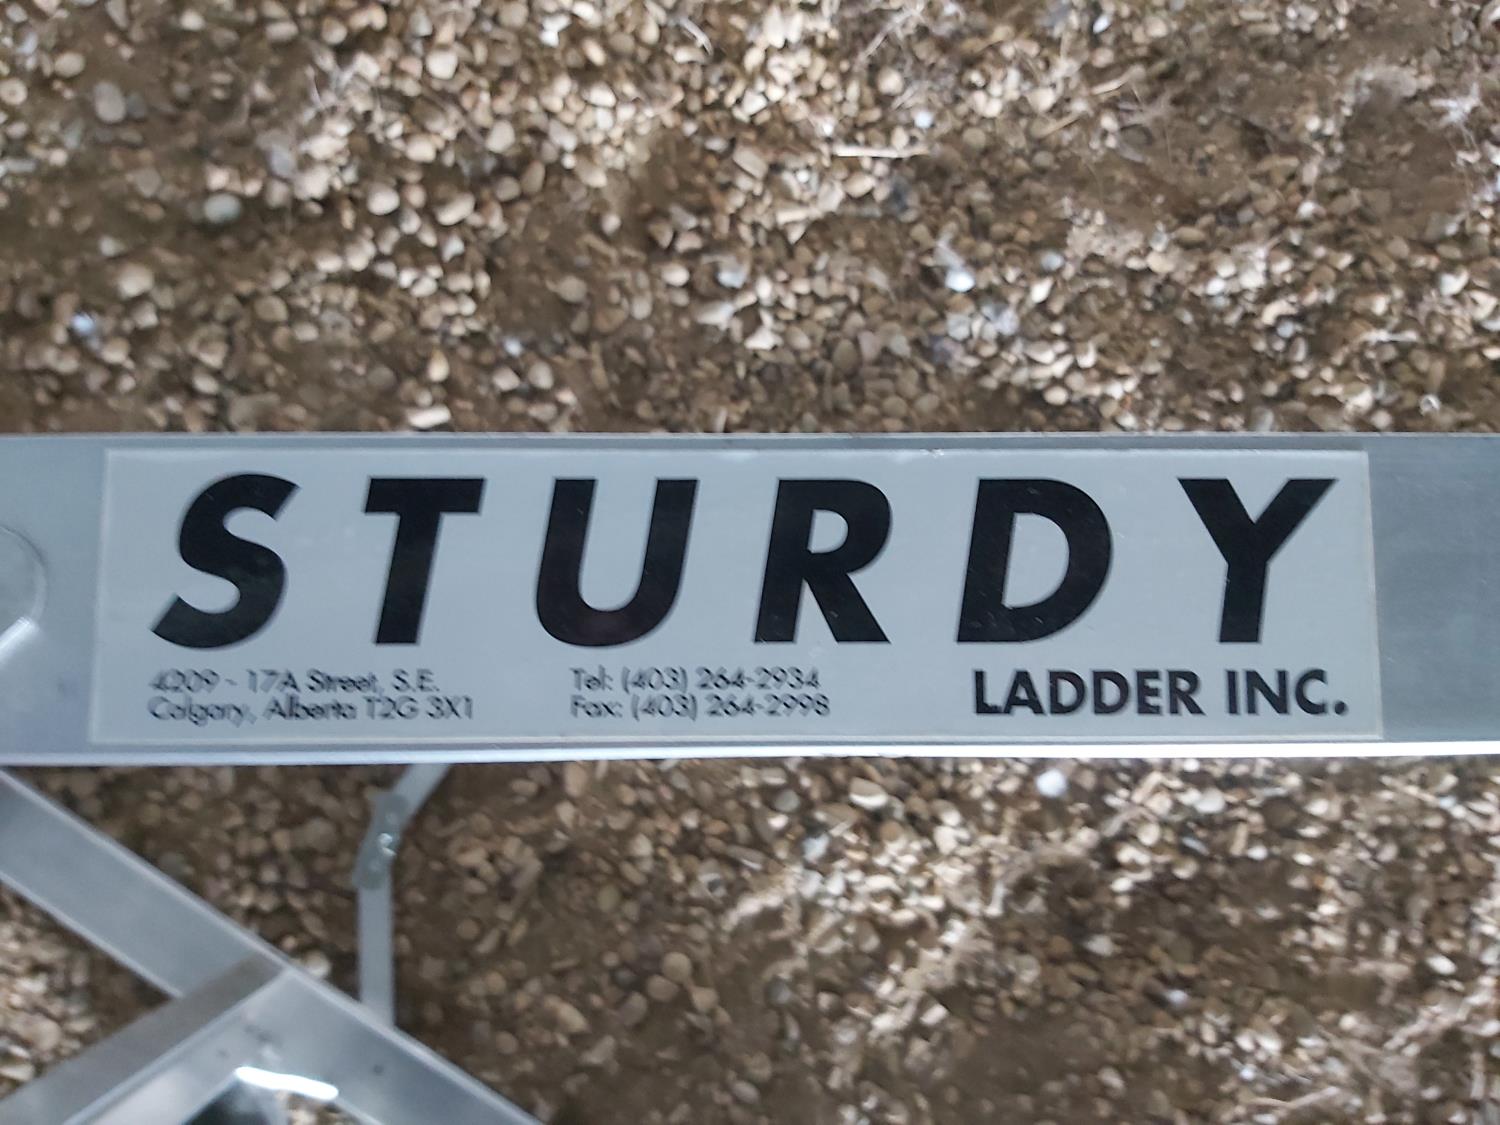 STURDY
LADDER INC.
4209 - 17A Street, S.E.
Calgary, Alberta T2G 3X1
Tel: (403) 264-2934
Fax: (403) 264-2998